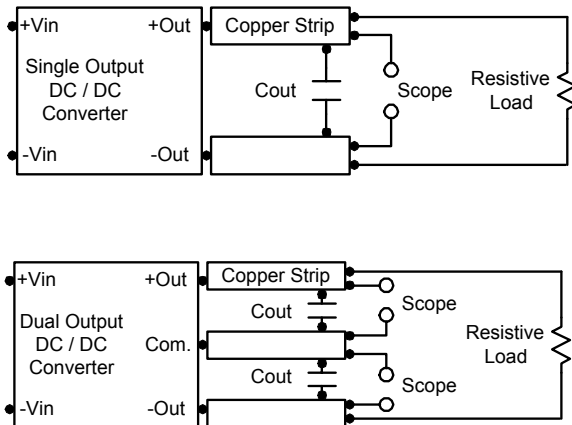 +Vin
+Out
Copper Strip
Single Output
DC / DC
Converter
Cout
Scope
Resistive
Load
-Vin
-Out
+Vin
+Out
Copper Strip
Cout
Scope
Dual Output
DC / DC
Converter
Com.
Resistive
Load
Cout
Scope
-Vin
-Out